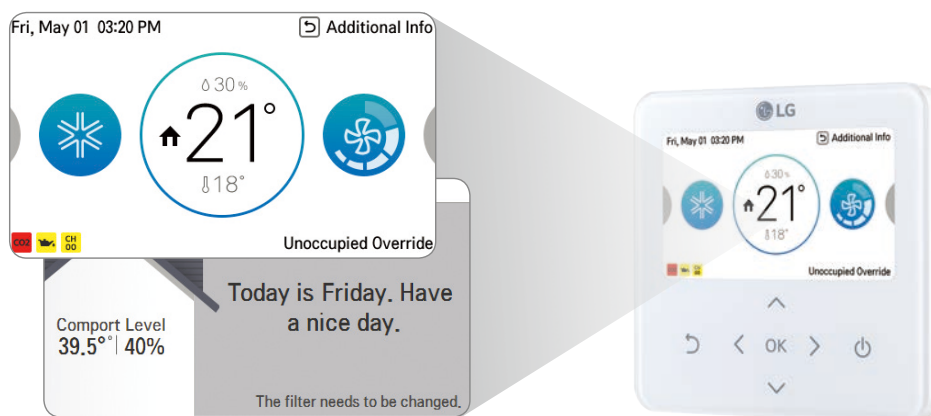 Fri, May 01 03:20 PM
Additional Info
30%
21°
18°
CO2
CH
00
Unoccupied Override
Comport Level
39.5°° | 40%
Today is Friday. Have
a nice day.
The filter needs to be changed.
LG
Fri, May 01 03:20 PM
Additional Info
30%
21°
18°
Unoccupied Override
OK